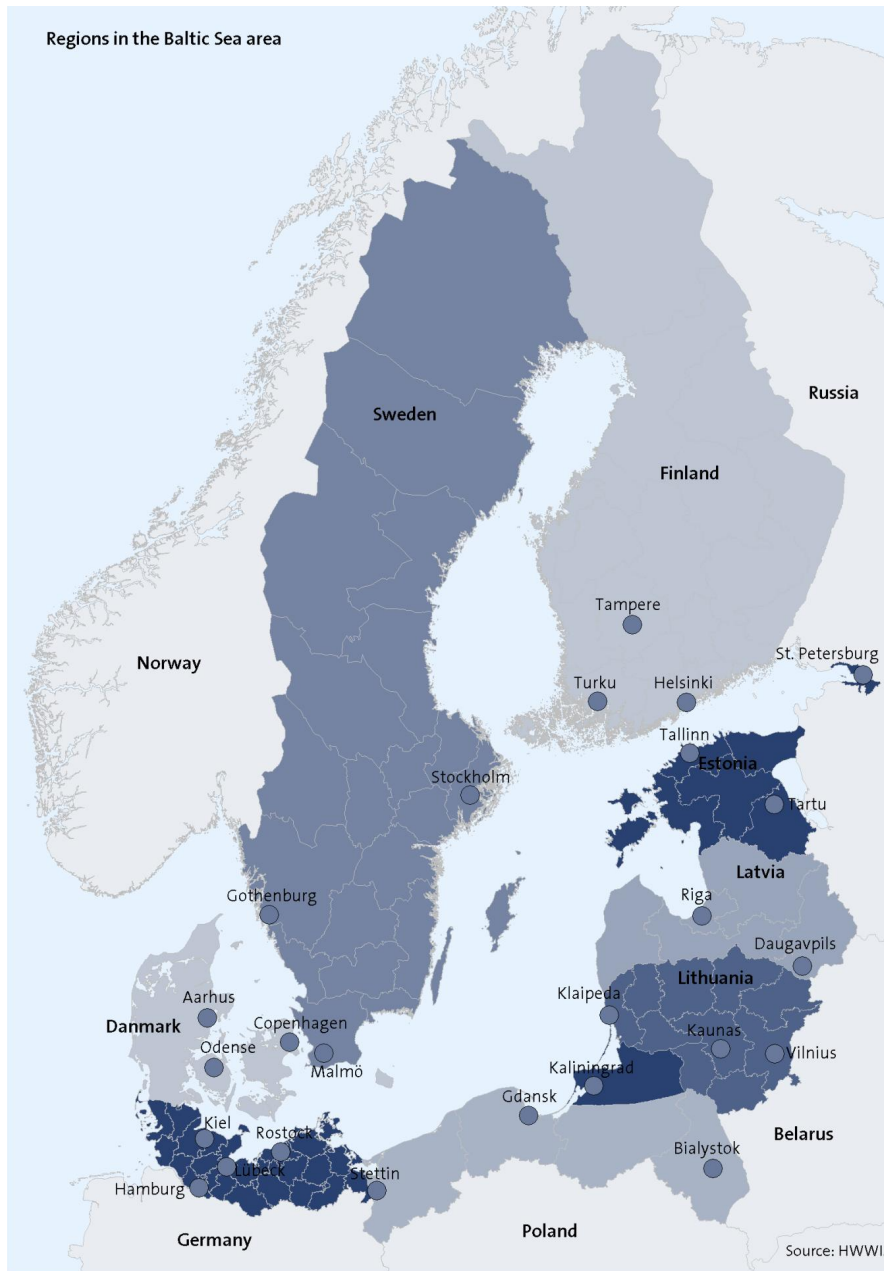 Regions in the Baltic Sea area
Russia
Sweden
Finland
Tampere
Norway
St. Petersburg
Turku
Helsinki
Tallinn
Estonia
Stockholm
Tartu
Latvia
Gothenburg
Riga
Daugavpils
Lithuania
Klaipeda
Aarhus
Danmark
Copenhagen
Kaunas
Odense
Malmö
Vilnius
Kaliningrad
Gdansk
Kiel
Rostock
Belarus
Bialystok
Lübeck
Stettin
Hamburg
Poland
Germany
Source: HWWI